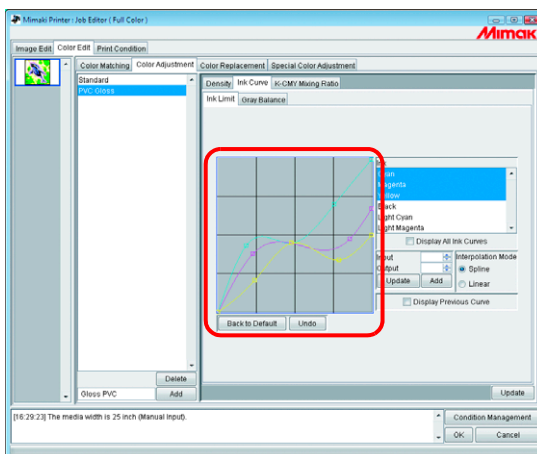 Mimaki Printer : Job Editor ( Full Color )
Mimak
Image Edit Color Edit Print Condition
Color Matching Color Adjustment Color Replacement Special Color Adjustment
Standard
PVC Gloss
Density Ink Curve K-CMY Mixing Ratio
Ink Limit Gray Balance
Magenta
Black
Light Cyan
Light Magenta
Display All Ink Curves
Input
Output
Interpolation Mode
Spline
Update Add
Linear
Display Previous Curve
Back to Default Undo
Delete
Gloss PVC Add
Update
[16:29:23] The media width is 25 inch (Manual Input).
Condition Management
OK Cancel